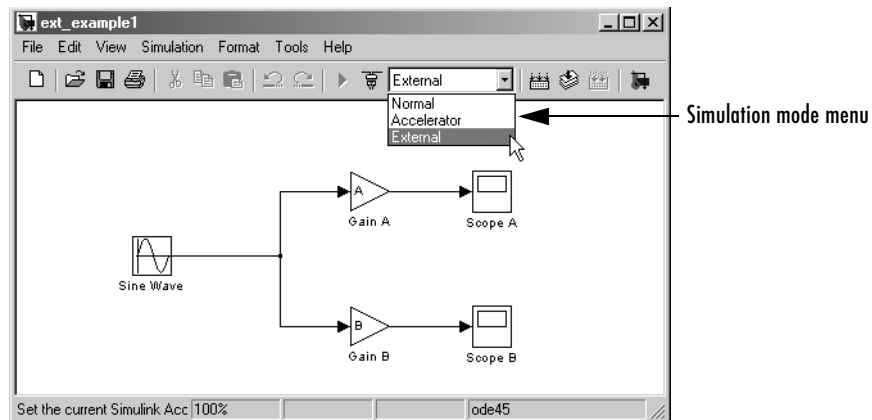 ext_example1
File Edit View Simulation Format Tools Help
External
Normal
Accelerator
External
Simulation mode menu
A
Gain A
Scope A
Sine Wave
B
Gain B
Scope B
Set the current Simulink Acc 100% ode45